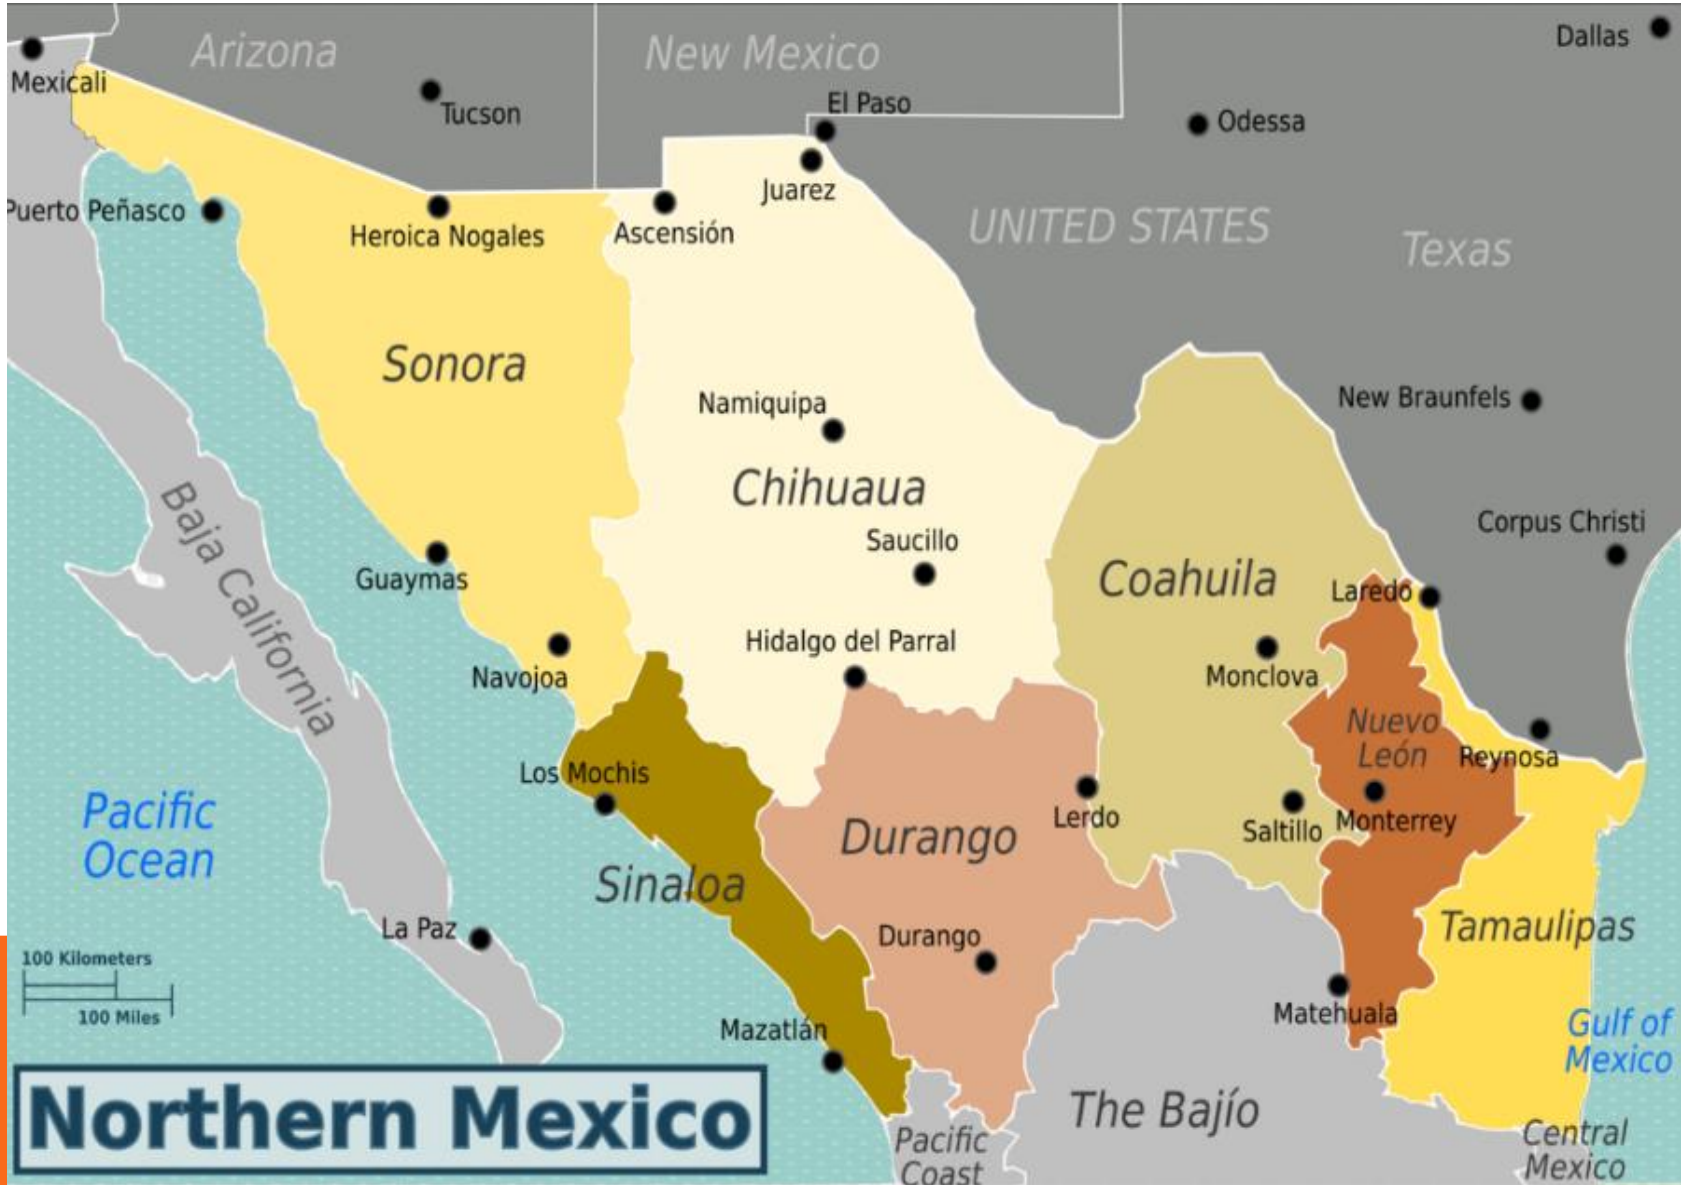 Arizona
New Mexico
Dallas
Mexicali
El Paso
Tucson
Odessa
Juarez
Puerto Peñasco
Heroica Nogales
Ascensión
UNITED STATES
Texas
Sonora
Namiquipa
New Braunfels
Chihuaua
Baja California
Saucillo
Corpus Christi
Guaymas
Coahuila
Laredo
Hidalgo del Parral
Navojoa
Monclova
Nuevo
León
Reynosa
Los Mochis
Pacific
Ocean
Lerdo
Durango
Saltillo
Monterrey
Sinaloa
La Paz
Durango
Tamaulipas
100 Kilometers
100 Miles
Mazatlán
Matehuala
Gulf of
Mexico
Northern Mexico
The Bajío
Pacific
Coast
Central
Mexico